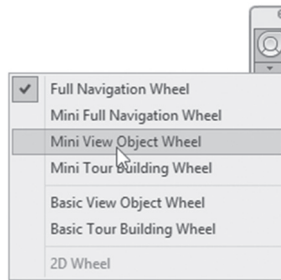 Full Navigation Wheel
Mini Full Navigation Wheel
Mini View Object Wheel
Mini Tour Building Wheel
Basic View Object Wheel
Basic Tour Building Wheel
2D Wheel